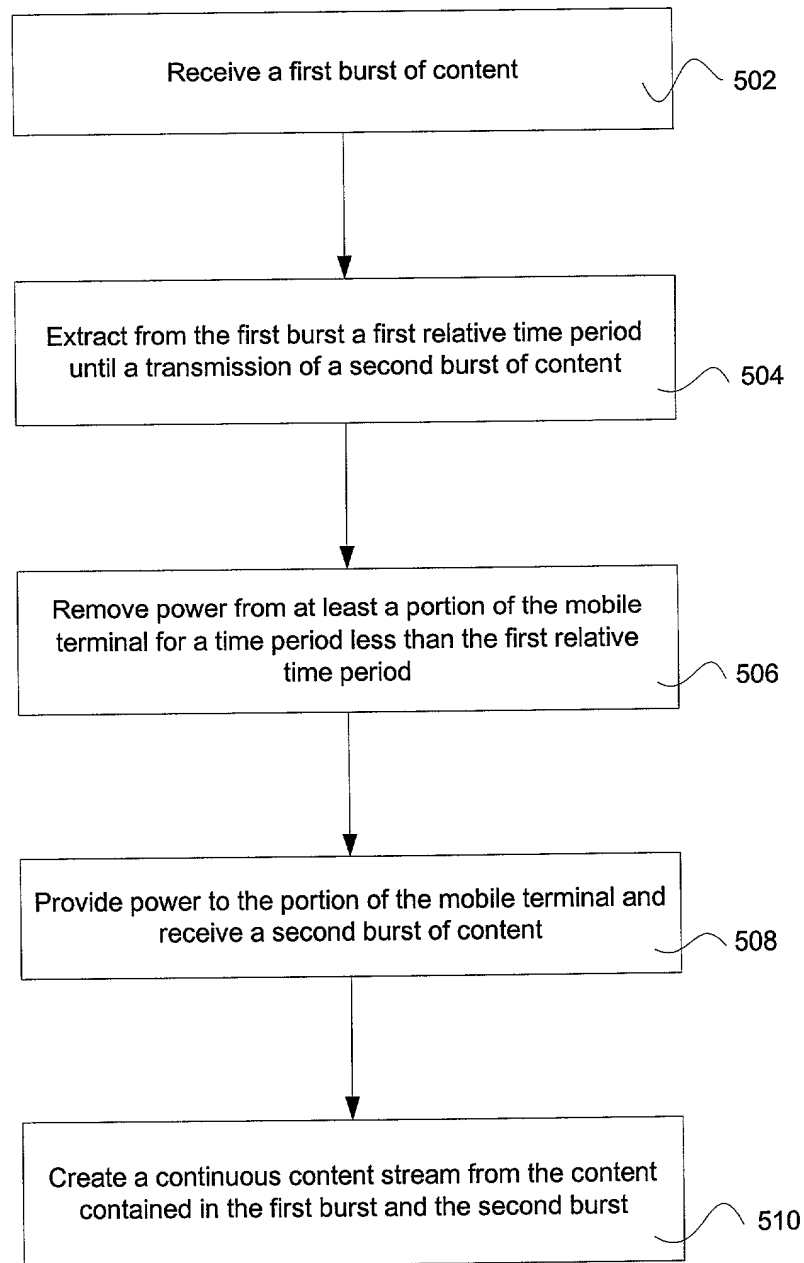 Receive a first burst of content
502
Extract from the first burst a first relative time period
until a transmission of a second burst of content
504
Remove power from at least a portion of the mobile
terminal for a time period less than the first relative
time period
506
Provide power to the portion of the mobile terminal and
receive a second burst of content
508
Create a continuous content stream from the content
contained in the first burst and the second burst
510